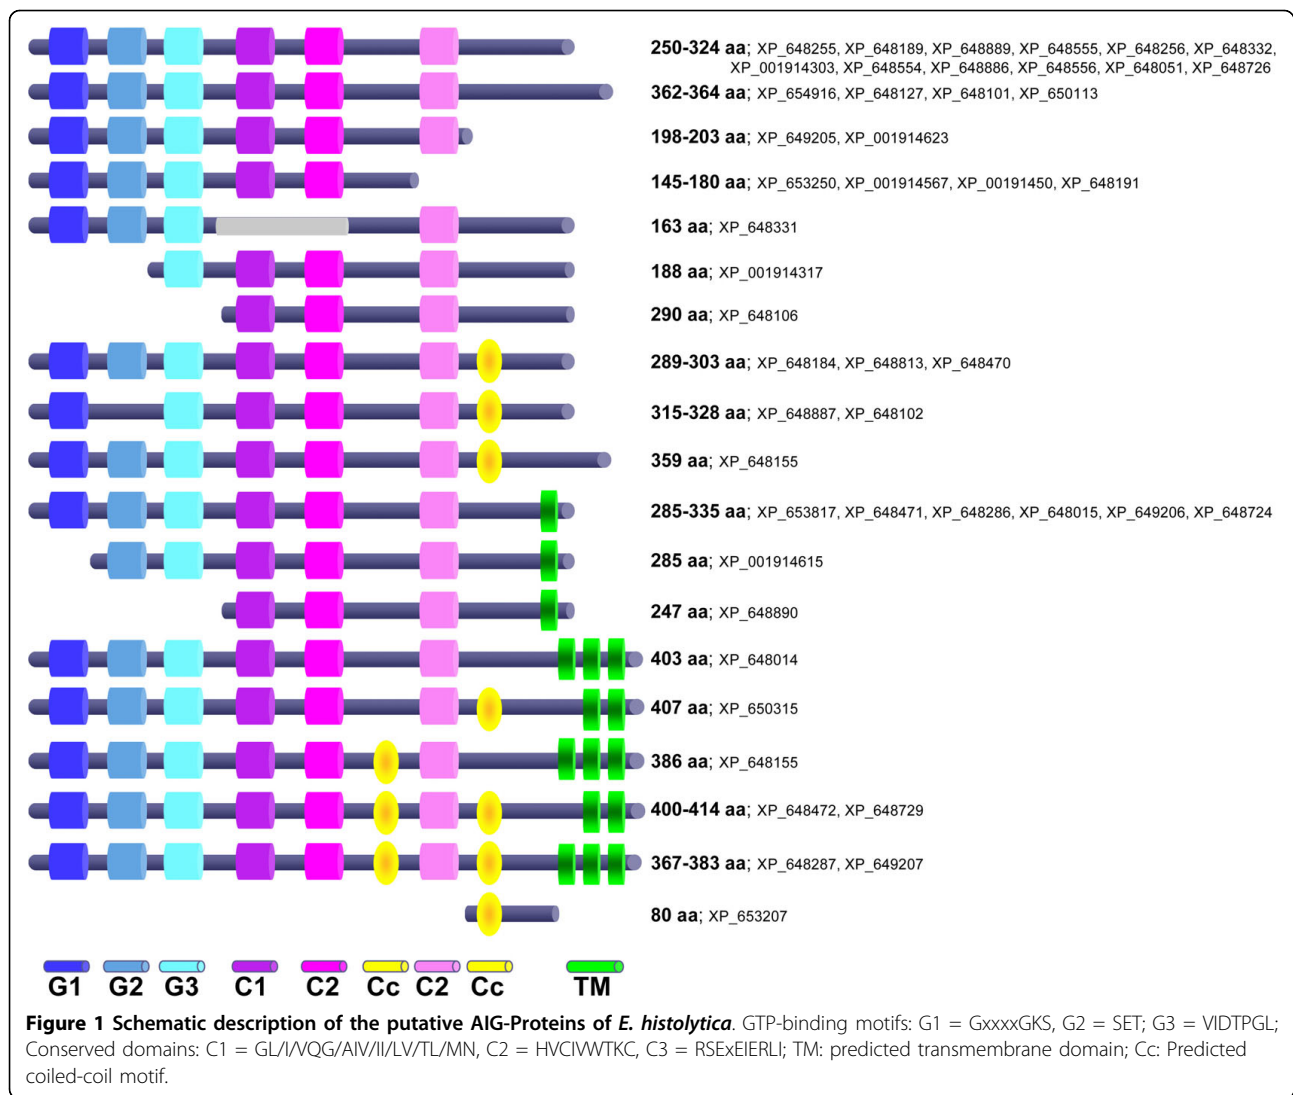 250-324 aa; XP_648255, XP_648189, XP_648889, XP_648555, XP_648256, XP_648332,
XP_001914303, XP_648554, XP_648886, XP_648556, XP_648051, XP_648726
362-364 aa; XP_654916, XP_648127, XP_648101, XP_650113
198-203 aa; XP_649205, XP_001914623
145-180 aa; XP_653250, XP_001914567, XP_00191450, XP_648191
163 aa; XP_648331
188 aa; XP_001914317
290 aa; XP_648106
289-303 aa; XP_648184, XP_648813, XP_648470
315-328 aa; XP_648887, XP_648102
359 aa; XP_648155
285-335 aa; XP_653817, XP_648471, XP_648286, XP_648015, XP_649206, XP_648724
285 aa; XP_001914615
247 aa; XP_648890
403 aa; XP_648014
407 aa; XP_650315
386 aa; XP_648155
400-414 aa; XP_648472, XP_648729
367-383 aa; XP_648287, XP_649207
80 aa; XP_653207
G1 G2 G3 C1 C2 Cc C2 Cc TM
Figure 1 Schematic description of the putative AIG-Proteins of E. histolytica. GTP-binding motifs: G1 = GxxxxGKS, G2 = SET; G3 = VIDTPGL;
Conserved domains: C1 = GL/I/VQG/AIV/II/LV/TL/MN, C2 = HVCIVWTKC, C3 = RSExEIERLI; TM: predicted transmembrane domain; Cc: Predicted
coiled-coil motif.